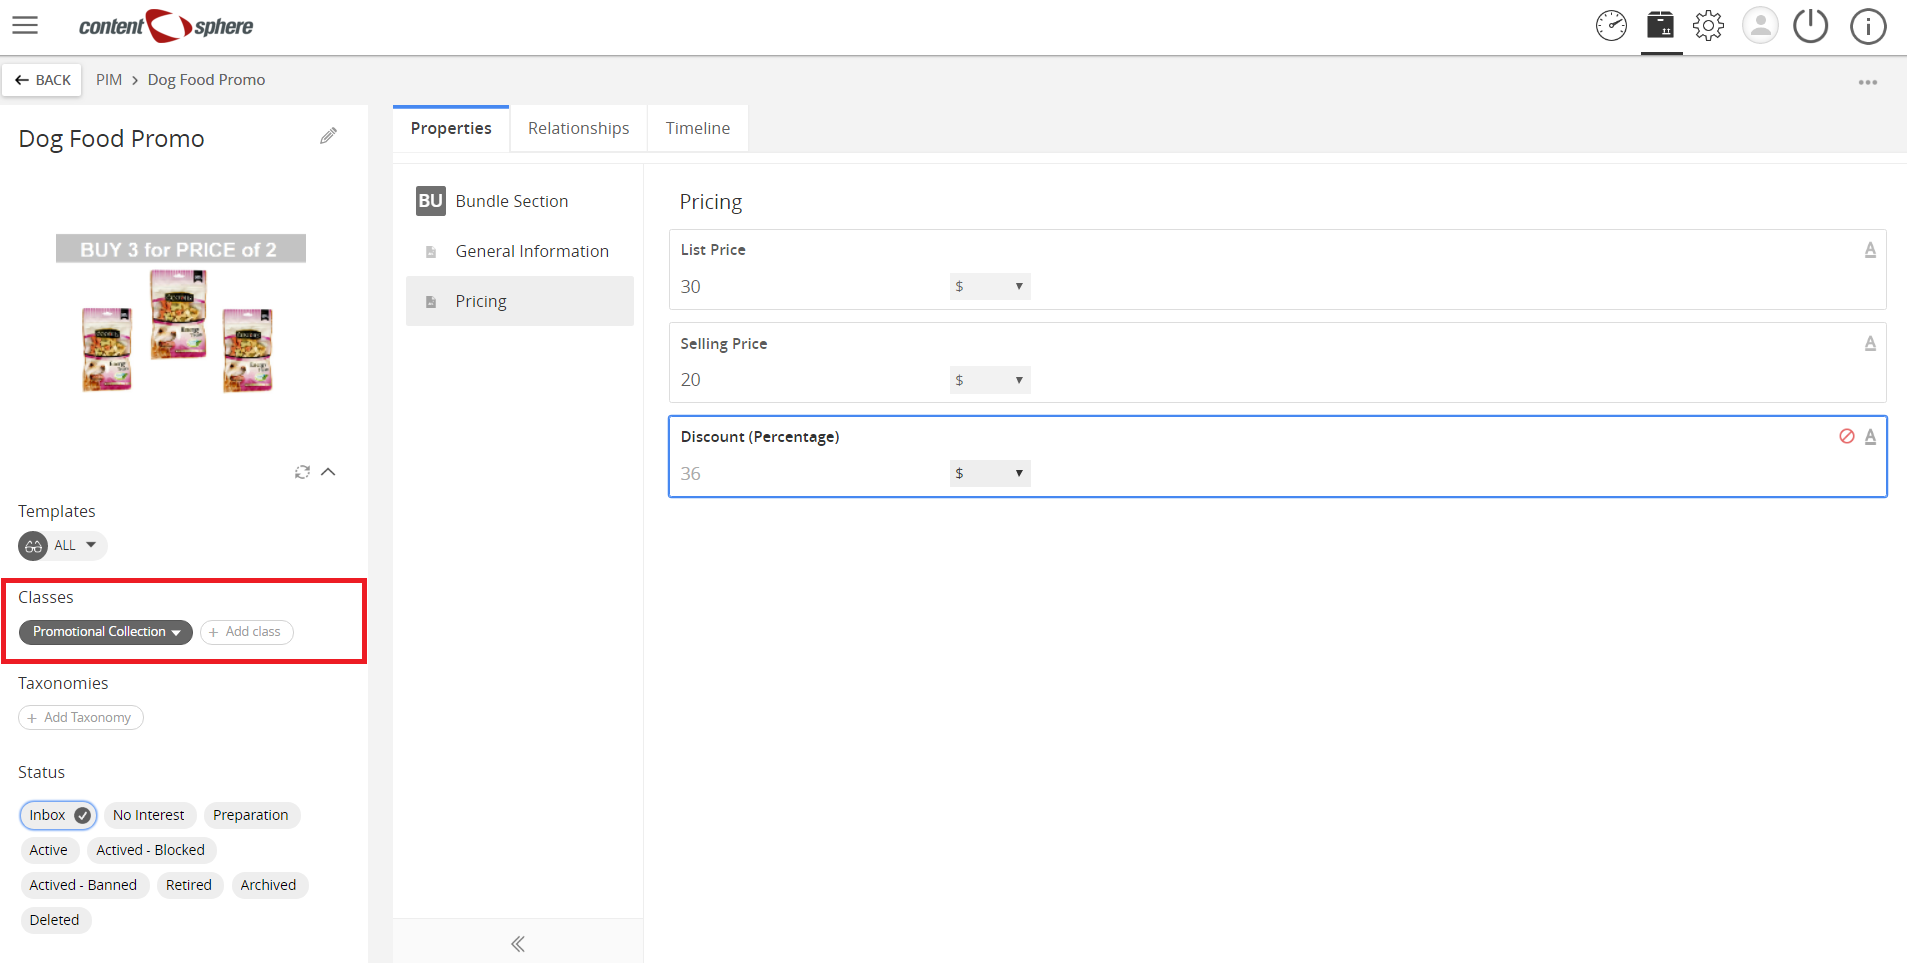 content sphere
BACK PIM > Dog Food Promo
Dog Food Promo
BUY 3 for PRICE of 2
Templates
ALL
Classes
Promotional Collection
+ Add class
Taxonomies
+ Add Taxonomy
Status
Inbox
No Interest
Preparation
Active
Actived - Blocked
Actived - Banned
Retired
Archived
Deleted
Properties
Relationships
Timeline
BU Bundle Section
General Information
Pricing
Pricing
List Price
30 $
Selling Price
20 $
Discount (Percentage)
36 $